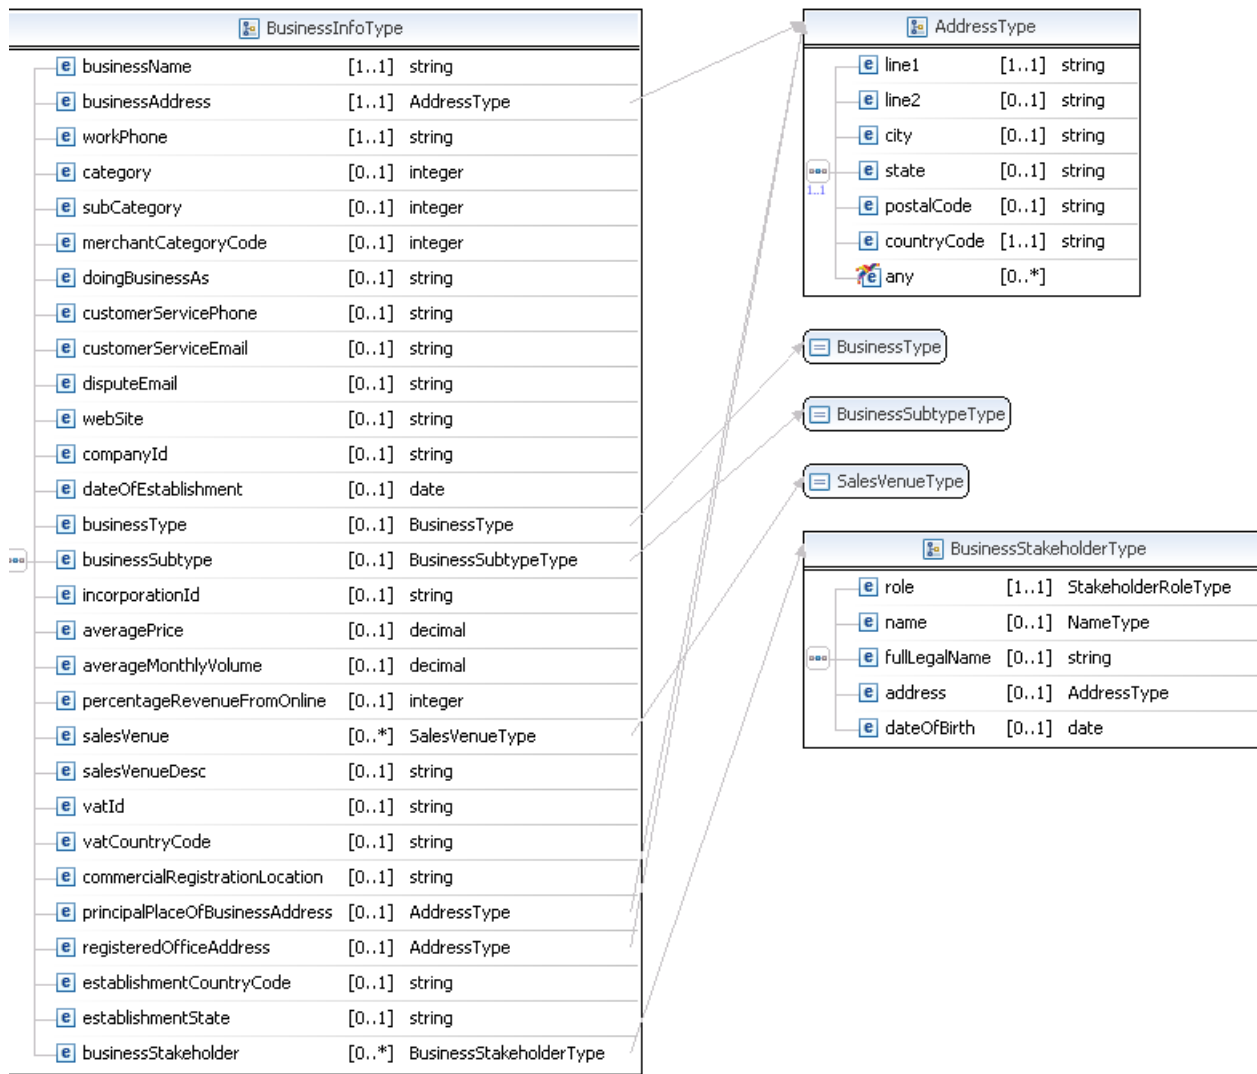 BusinessInfoType
businessName [1..1] string
businessAddress [1..1] AddressType
workPhone [1..1] string
category [0..1] integer
subCategory [0..1] integer
merchantCategoryCode [0..1] integer
doingBusinessAs [0..1] string
customerServicePhone [0..1] string
customerServiceEmail [0..1] string
disputeEmail [0..1] string
webSite [0..1] string
companyId [0..1] string
dateOfEstablishment [0..1] date
businessType [0..1] BusinessType
businessSubtype [0..1] BusinessSubtypeType
incorporationId [0..1] string
averagePrice [0..1] decimal
averageMonthlyVolume [0..1] decimal
percentageRevenueFromOnline [0..1] integer
salesVenue [0..*] SalesVenueType
salesVenueDesc [0..1] string
vatId [0..1] string
vatCountryCode [0..1] string
commercialRegistrationLocation [0..1] string
principalPlaceOfBusinessAddress [0..1] AddressType
registeredOfficeAddress [0..1] AddressType
establishmentCountryCode [0..1] string
establishmentState [0..1] string
businessStakeholder [0..*] BusinessStakeholderType
AddressType
line1 [1..1] string
line2 [0..1] string
city [0..1] string
state [0..1] string
1..1
postalCode [0..1] string
countryCode [1..1] string
any [0..*]
BusinessType
BusinessSubtypeType
SalesVenueType
BusinessStakeholderType
role [1..1] StakeholderRoleType
name [0..1] NameType
fullLegalName [0..1] string
address [0..1] AddressType
dateOfBirth [0..1] date